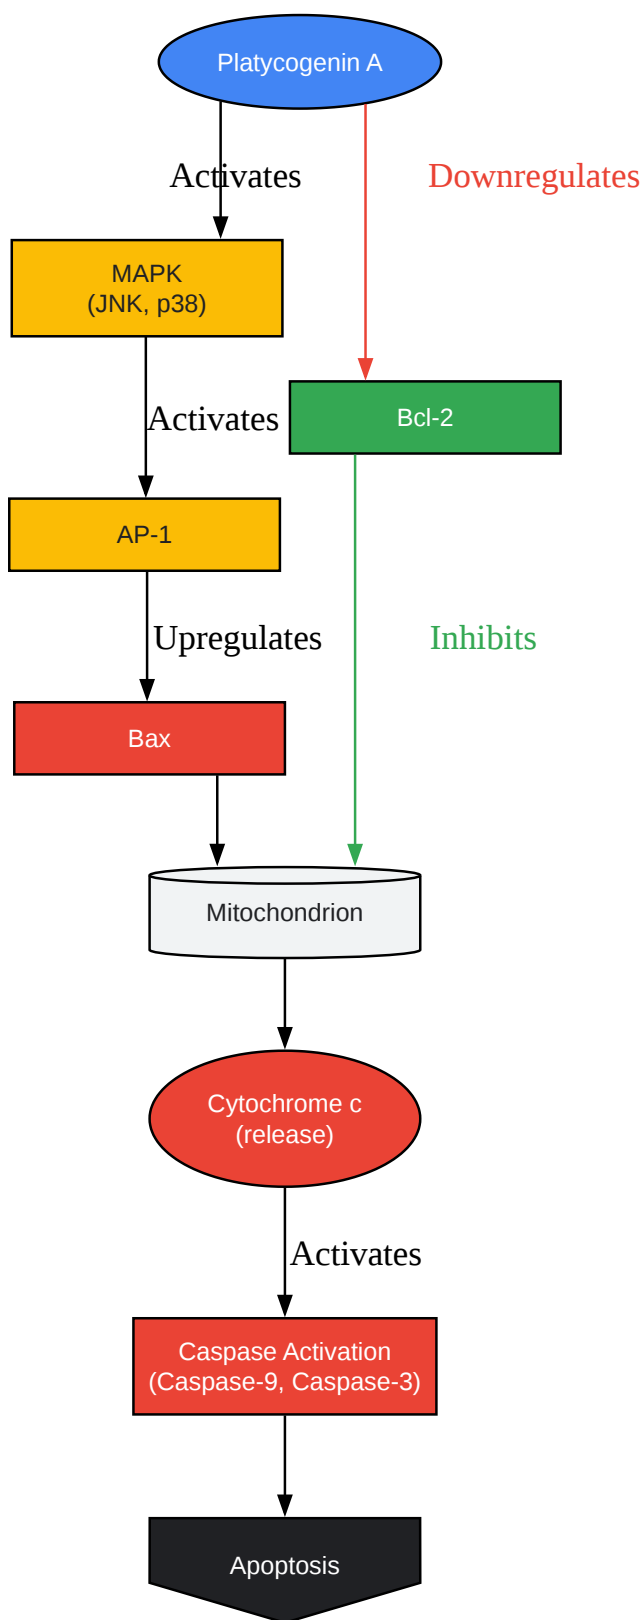 Platycogenin A
Activates
Downregulates
MAPK
(JNK, p38)
Activates
Bcl-2
AP-1
Upregulates
Inhibits
Bax
Mitochondrion
Cytochrome c
(release)
Activates
Caspase Activation
(Caspase-9, Caspase-3)
Apoptosis